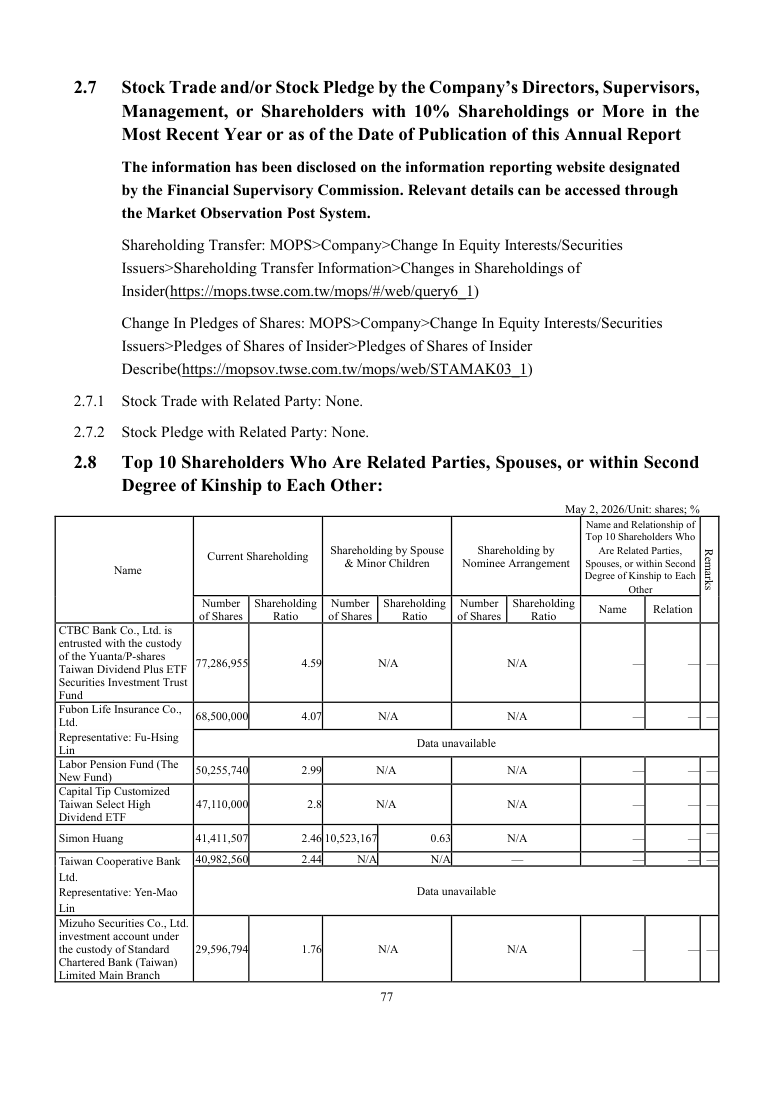 2.7 Stock Trade and/or Stock Pledge by the Company’s Directors, Supervisors,
Management, or Shareholders with 10% Shareholdings or More in the
Most Recent Year or as of the Date of Publication of this Annual Report
The information has been disclosed on the information reporting website designated
by the Financial Supervisory Commission. Relevant details can be accessed through
the Market Observation Post System.
Shareholding Transfer: MOPS>Company>Change In Equity Interests/Securities
Issuers>Shareholding Transfer Information>Changes in Shareholdings of
Insider(https://mops.twse.com.tw/mops/#/web/query6_1)
Change In Pledges of Shares: MOPS>Company>Change In Equity Interests/Securities
Issuers>Pledges of Shares of Insider>Pledges of Shares of Insider
Describe(https://mopsov.twse.com.tw/mops/web/STAMAK03_1)
2.7.1 Stock Trade with Related Party: None.
2.7.2 Stock Pledge with Related Party: None.
2.8 Top 10 Shareholders Who Are Related Parties, Spouses, or within Second
Degree of Kinship to Each Other:
May 2, 2026/Unit: shares; %
Name
Current Shareholding
Shareholding by Spouse
& Minor Children
Shareholding by
Nominee Arrangement
Name and Relationship of
Top 10 Shareholders Who
Are Related Parties,
Spouses, or within Second
Degree of Kinship to Each
Other
Remarks
Number
of Shares
Shareholding
Ratio
Number
of Shares
Shareholding
Ratio
Number
of Shares
Shareholding
Ratio
Name
Relation
CTBC Bank Co., Ltd. is
entrusted with the custody
of the Yuanta/P-shares
Taiwan Dividend Plus ETF
Securities Investment Trust
Fund
77,286,955 4.59 N/A N/A — — —
Fubon Life Insurance Co.,
Ltd.
68,500,000 4.07 N/A N/A — — —
Representative: Fu-Hsing
Lin
Data unavailable
Labor Pension Fund (The
New Fund)
50,255,740 2.99 N/A N/A — — —
Capital Tip Customized
Taiwan Select High
Dividend ETF
47,110,000 2.8 N/A N/A — — —
Simon Huang 41,411,507 2.46 10,523,167 0.63 N/A — — —
Taiwan Cooperative Bank
Ltd.
40,982,560 2.44 N/A N/A — — — —
Representative: Yen-Mao
Lin
Data unavailable
Mizuho Securities Co., Ltd.
investment account under
the custody of Standard
Chartered Bank (Taiwan)
Limited Main Branch
29,596,794 1.76 N/A N/A — — —
77